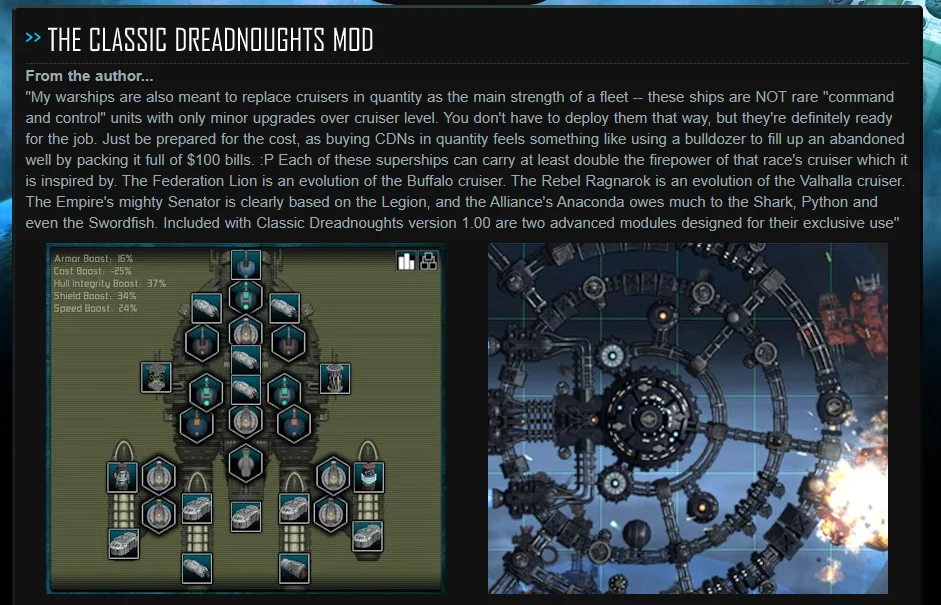 >> THE CLASSIC DREADNOUGHTS MOD
From the author...
"My warships are also meant to replace cruisers in quantity as the main strength of a fleet -- these ships are NOT rare "command
and control" units with only minor upgrades over cruiser level. You don't have to deploy them that way, but they're definitely ready
for the job. Just be prepared for the cost, as buying CDNs in quantity feels something like using a bulldozer to fill up an abandoned
well by packing it full of $100 bills. :P Each of these superships can carry at least double the firepower of that race's cruiser which it
is inspired by. The Federation Lion is an evolution of the Buffalo cruiser. The Rebel Ragnarok is an evolution of the Valhalla cruiser.
The Empire's mighty Senator is clearly based on the Legion, and the Alliance's Anaconda owes much to the Shark, Python and
even the Swordfish. Included with Classic Dreadnoughts version 1.00 are two advanced modules designed for their exclusive use"
Armor Boost: 16%
Cost Boost: -25%
Hull Integrity Boost: 37%
Shield Boost: 34%
Speed Boost: 24%